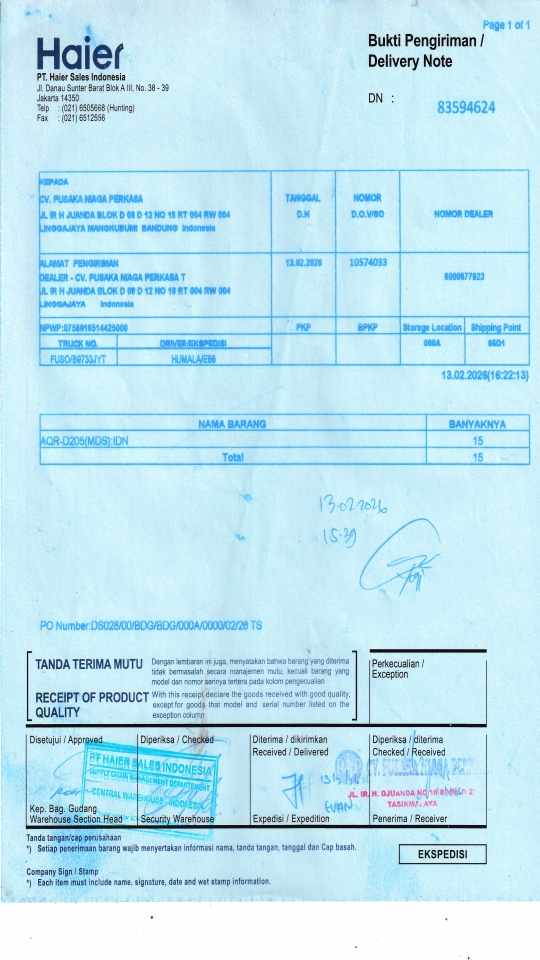 Page 1 of 1
Haier
Bukti Pengiriman /
Delivery Note
PT. Haier Sales Indonesia
Jl. Danau Sunter Barat Blok A III, No. 38 - 39
Jakarta 14350
Telp : (021) 6505668 (Hunting)
Fax : (021) 6512556
DN : 83594624
KEPADA
CV. PUSAKA NIAGA PERKASA
JL IR H JUANDA BLOK D 08 D 12 NO 18 RT 004 RW 004
LINGGAJAYA MANGKUBUMI BANDUNG Indonesia
TANGGAL
D.N
NOMOR
D.O.V/SO
NOMOR DEALER
ALAMAT PENGIRIMAN
DEALER - CV. PUSAKA NIAGA PERKASA T
JL IR H JUANDA BLOK D 08 D 12 NO 18 RT 004 RW 004
LINGGAJAYA Indonesia
13.02.2026
10574033
6000677923
NPWP:0758916514425000
PKP
BPKP
Storege Location
Shipping Point
TRUCK NO.
DRIVER/EKSPEDISI
000A
65D1
FUSO/B9733JYT
HUMALA/E86
13.02.2026(16:22:13)
NAMA BARANG
BANYAKNYA
AQR-D205(MDS):IDN
15
Total
15
13.02.2026
15.39
PO Number:DS028/00/BDG/BDG/000A/0000/02/26 TS
TANDA TERIMA MUTU
Dengan lembaran ini juga, menyatakan bahwa barang yang diterima
tidak bermasalah secara manajemen mutu, kecuali barang yang
model dan nomor serinya tertera pada kolom pengecualian
RECEIPT OF PRODUCT
QUALITY
With this receipt declare the goods received with good quality,
except for goods that model and serial number listed on the
exception column
Perkecualian /
Exception
Disetujui / Approved
Diperiksa / Checked
Diterima / dikirimkan
Received / Delivered
Diperiksa / diterima
Checked / Received
PT HAIER SALES INDONESIA
SUPPLY CHAIN MANAGEMENT DEPARTEMENT
CENTRAL WAREHOUSE - INDONESIA
EVAN
JL. IR. H. DJUANDA NO 18
TASIKMALAYA
Kep. Bag. Gudang
Warehouse Section Head
Security Warehouse
Expedisi / Expedition
Penerima / Receiver
Tanda tangan/cap perusahaan
*) Setiap penerimaan barang wajib menyertakan informasi nama, tanda tangan, tanggal dan Cap basah.
EKSPEDISI
Company Sign / Stamp
*) Each item must include name, signature, date and wet stamp information.